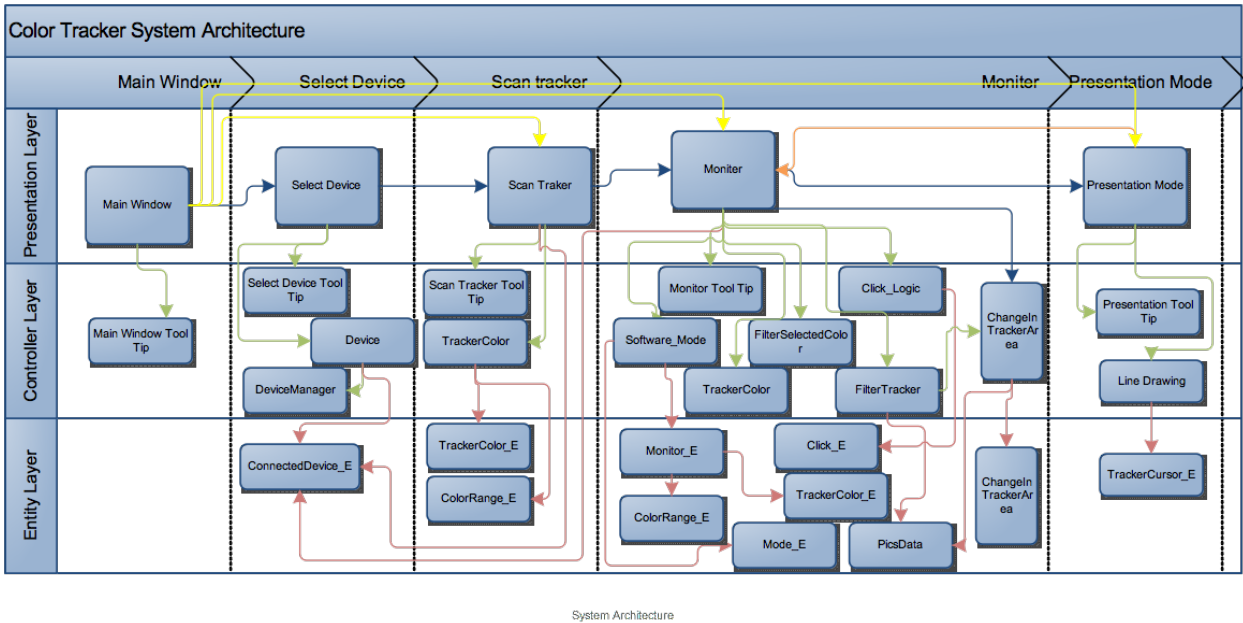 Color Tracker System Architecture
Main Window
Select Device
Scan tracker
Moniter
Presentation Mode
Presentation Layer
Main Window
Select Device
Scan Traker
Moniter
Presentation Mode
Controller Layer
Main Window Tool
Tip
Select Device Tool
Tip
Device
DeviceManager
Scan Tracker Tool
Tip
TrackerColor
Monitor Tool Tip
Click_Logic
Software_Mode
FilterSelectedColo
r
TrackerColor
FilterTracker
ChangeIn
TrackerAr
ea
Presentation Tool
Tip
Line Drawing
Entity Layer
ConnectedDevice_E
TrackerColor_E
ColorRange_E
Monitor_E
Click_E
TrackerColor_E
ColorRange_E
Mode_E
PicsData
ChangeIn
TrackerAr
ea
TrackerCursor_E
System Architecture